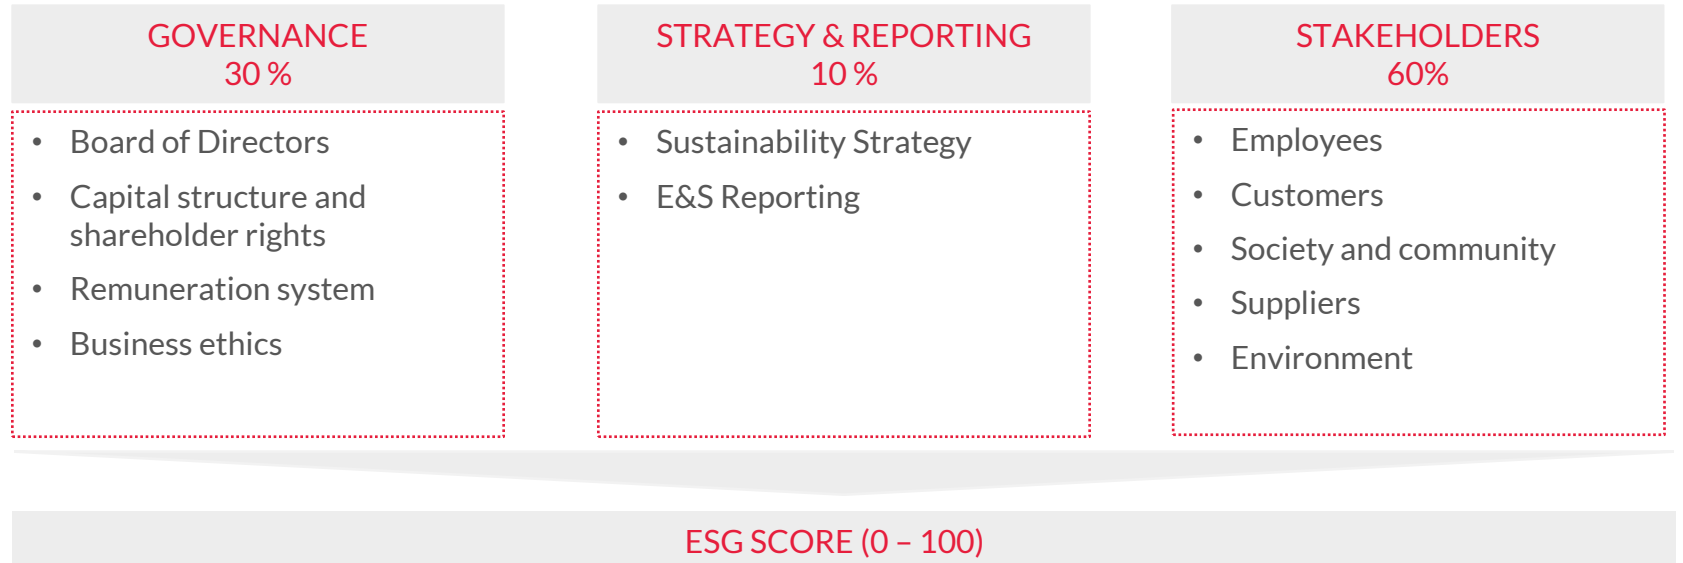 GOVERNANCE
30 %
• Board of Directors
• Capital structure and
shareholder rights
• Remuneration system
• Business ethics
STRATEGY & REPORTING
10 %
• Sustainability Strategy
• E&S Reporting
STAKEHOLDERS
60%
• Employees
• Customers
• Society and community
• Suppliers
• Environment
ESG SCORE (0 – 100)